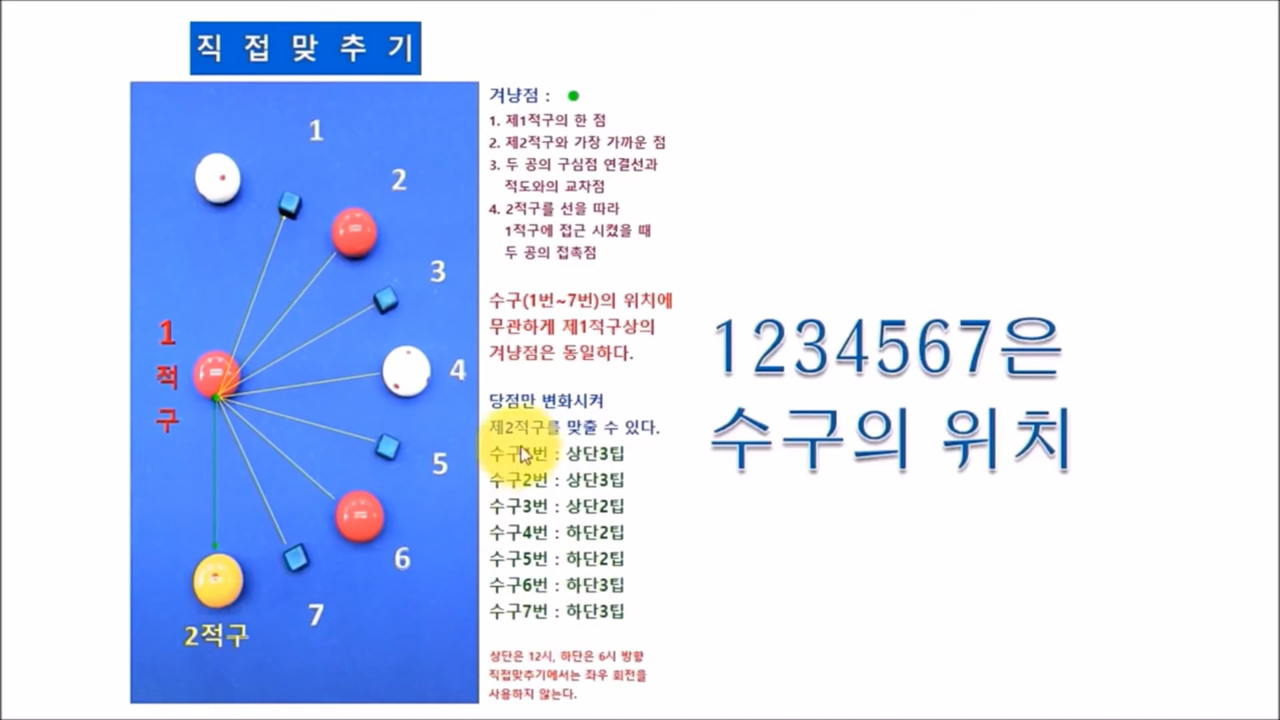 직접맞추기
1
2
3
4
5
6
7
1
적
구
2적구
겨냥점 :
1. 제1적구의 한 점
2. 제2적구와 가장 가까운 점
3. 두 공의 구심점 연결선과
적도와의 교차점
4. 2적구를 선을 따라
1적구에 접근 시켰을 때
두 공의 접촉점
수구(1번~7번)의 위치에
무관하게 제1적구상의
겨냥점은 동일하다.
당점만 변화시켜
제2적구를 맞출 수 있다.
수구1번 : 상단3팁
수구2번 : 상단3팁
수구3번 : 상단2팁
수구4번 : 하단2팁
수구5번 : 하단2팁
수구6번 : 하단3팁
수구7번 : 하단3팁
상단은 12시, 하단은 6시 방향
직접맞추기에서는 좌우 회전를
사용하지 않는다.
1234567은
수구의 위치